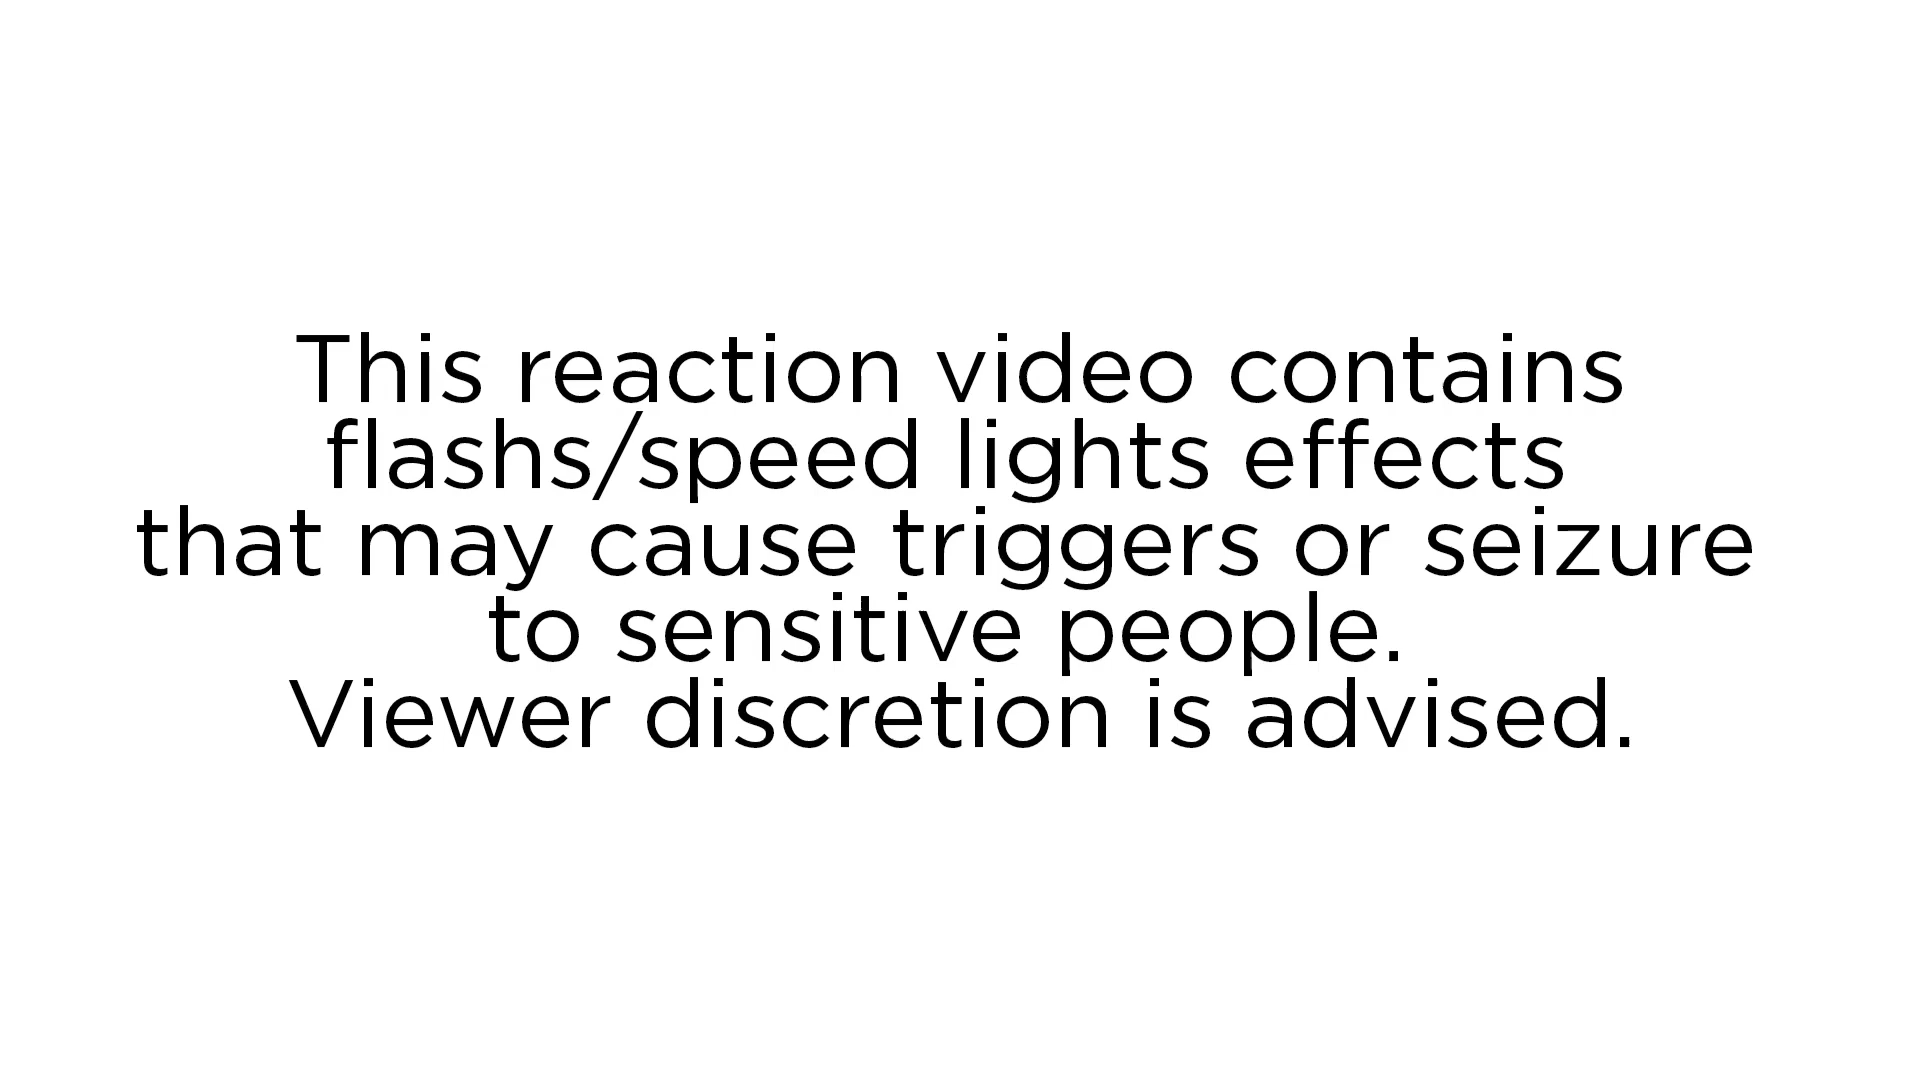 This reaction video contains
flashs/speed lights effects
that may cause triggers or seizure
to sensitive people.
Viewer discretion is advised.